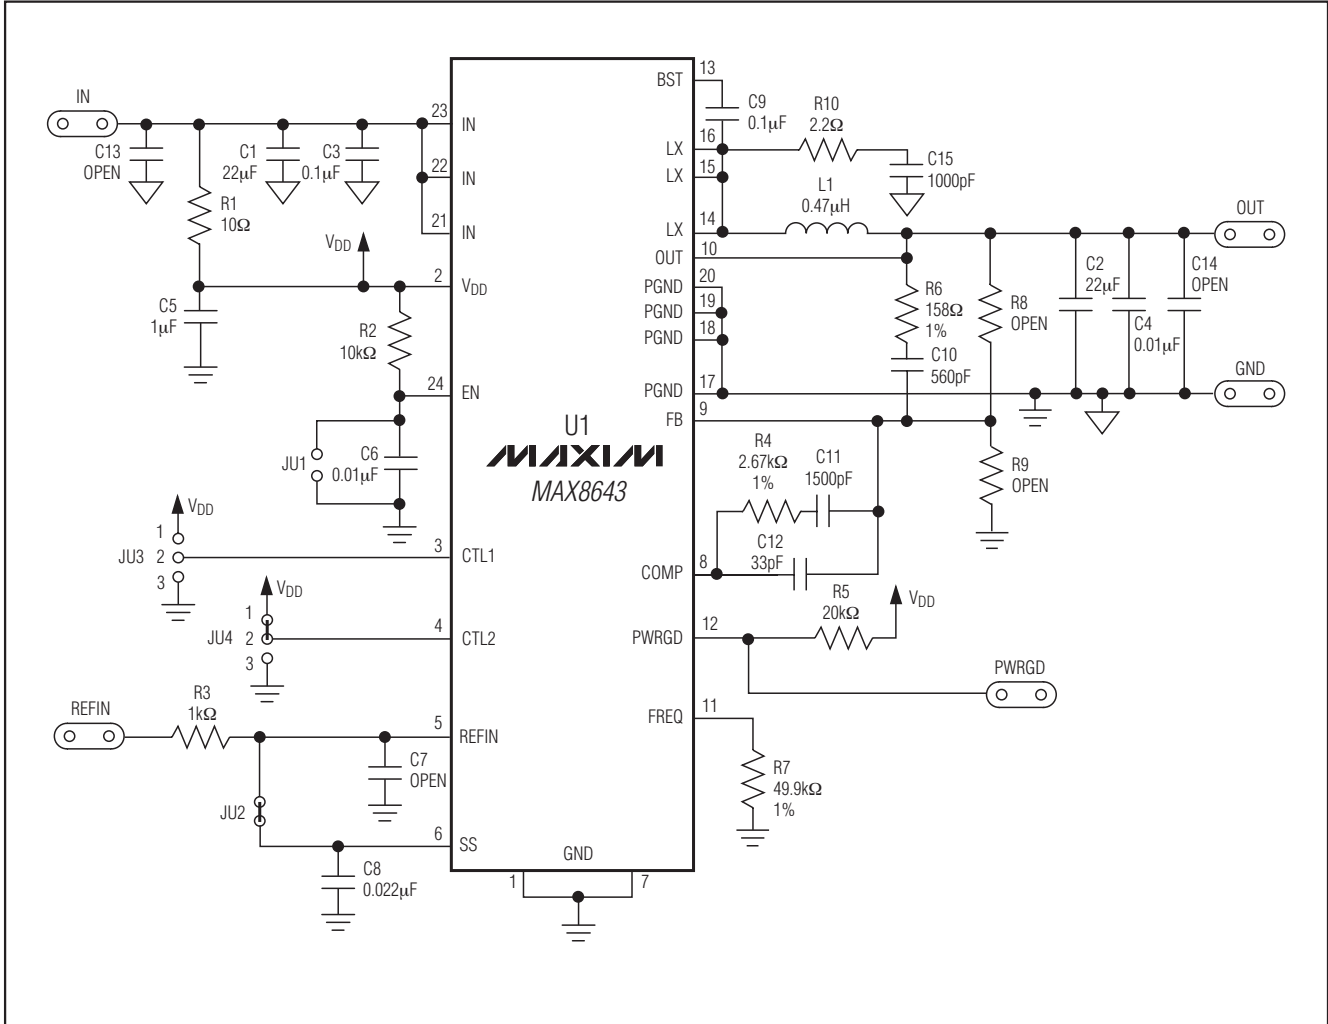 IN
C13
OPEN
C1
22µF
C3
0.1µF
R1
10Ω
VDD
C5
1µF
R2
10kΩ
JU1
C6
0.01µF
VDD
1
JU3 2
3
VDD
1
JU4 2
3
REFIN
R3
1kΩ
JU2
C7
OPEN
C8
0.022µF
23 IN
22 IN
21 IN
2 VDD
24 EN
3 CTL1
4 CTL2
5 REFIN
6 SS
U1
MAXIM
MAX8643
GND
1 7
BST 13
LX 16
LX 15
LX 14
OUT 10
PGND 20
PGND 19
PGND 18
PGND 17
FB 9
COMP 8
PWRGD 12
FREQ 11
C9
0.1µF
R10
2.2Ω
C15
1000pF
L1
0.47µH
OUT
R6
158Ω
1%
C10
560pF
R8
OPEN
C2
22µF
C4
0.01µF
C14
OPEN
GND
R4
2.67kΩ
1%
C11
1500pF
C12
33pF
R9
OPEN
R5
20kΩ
VDD
PWRGD
R7
49.9kΩ
1%